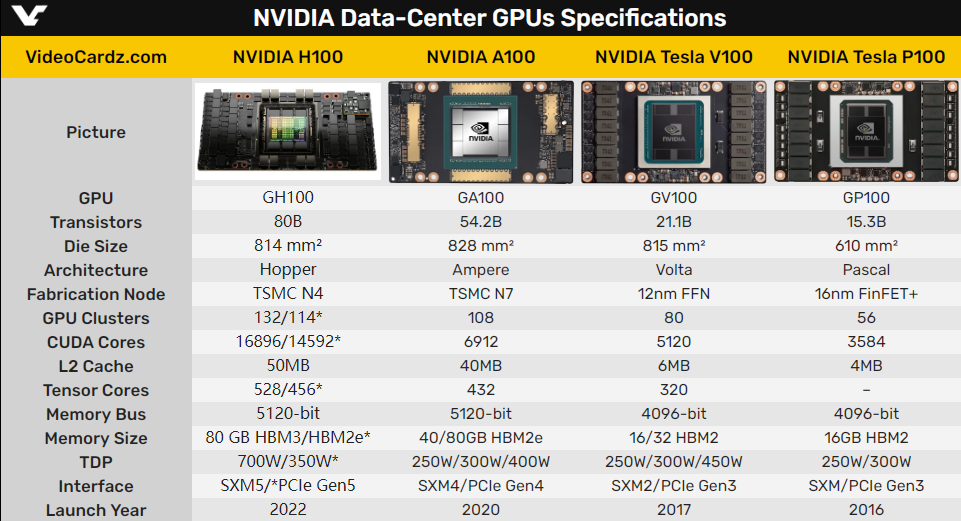 NVIDIA Data-Center GPUs Specifications
VideoCardz.com NVIDIA H100 NVIDIA A100 NVIDIA Tesla V100 NVIDIA Tesla P100
Picture
NVIDIA NVIDIA NVIDIA
GPU GH100 GA100 GV100 GP100
Transistors 80B 54.2B 21.1B 15.3B
Die Size 814 mm² 828 mm² 815 mm² 610 mm²
Architecture Hopper Ampere Volta Pascal
Fabrication Node TSMC N4 TSMC N7 12nm FFN 16nm FinFET+
GPU Clusters 132/114* 108 80 56
CUDA Cores 16896/14592* 6912 5120 3584
L2 Cache 50MB 40MB 6MB 4MB
Tensor Cores 528/456* 432 320 –
Memory Bus 5120-bit 5120-bit 4096-bit 4096-bit
Memory Size 80 GB HBM3/HBM2e* 40/80GB HBM2e 16/32 HBM2 16GB HBM2
TDP 700W/350W* 250W/300W/400W 250W/300W/450W 250W/300W
Interface SXM5/*PCIe Gen5 SXM4/PCIe Gen4 SXM2/PCIe Gen3 SXM/PCIe Gen3
Launch Year 2022 2020 2017 2016